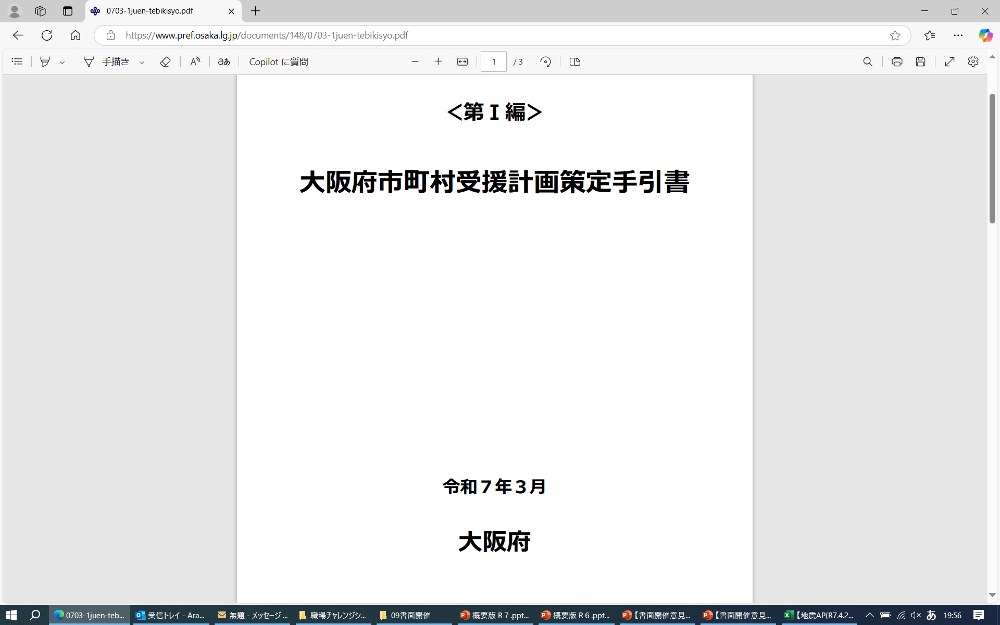 0703-1juen-tebikisyo.pdf
https://www.pref.osaka.lg.jp/documents/148/0703-1juen-tebikisyo.pdf
手描き
aあ
Copilot に質問
1
/ 3
＜第Ⅰ編＞
大阪府市町村受援計画策定手引書
令和７年３月
大阪府
0703-1juen-teb...
受信トレイ - Ara...
無題 - メッセージ ...
職場チャレンジシ...
09書面開催
概要版 R７.ppt...
概要版 R６.ppt...
【書面開催意見...
【書面開催意見...
【地震AP(R7.4.2...
あ
19:56